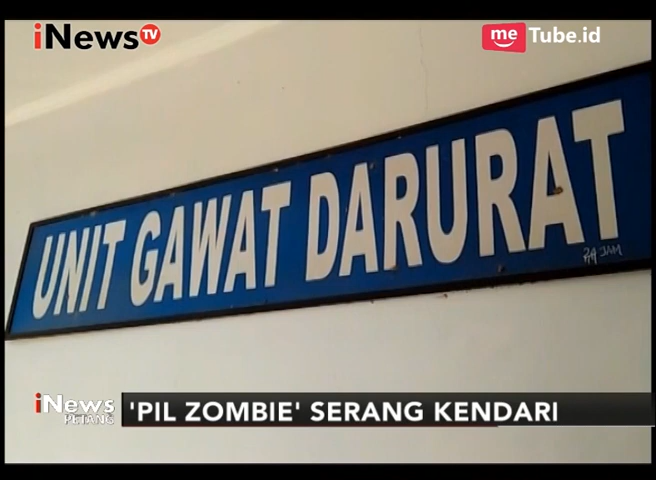 iNews TV
me Tube.id
UNIT GAWAT DARURAT
24 JAM
iNews
PETANG
'PIL ZOMBIE' SERANG KENDARI